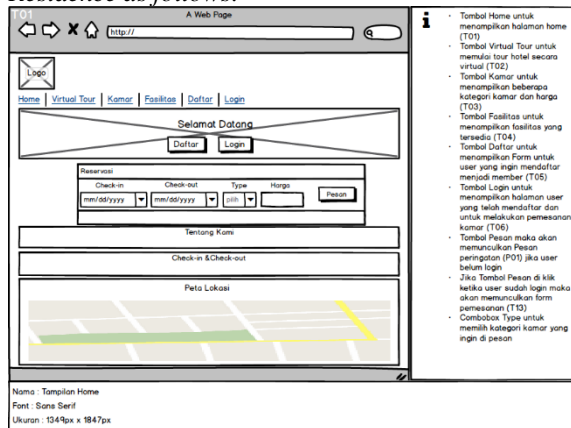 Residence as follows:
T01
A Web Page
http://
Logo
Home | Virtual Tour | Kamar | Fasilitas | Daftar | Login
Selamat Datang
Daftar Login
Reservasi
Check-in Check-out Type Harga
mm/dd/yyyy mm/dd/yyyy pilih Pesan
Tentang Kami
Check-in &Check-out
Peta Lokasi
i
· Tombol Home untuk
menampilkan halaman home
(T01)
· Tombol Virtual Tour untuk
memulai tour hotel secara
virtual (T02)
· Tombol Kamar untuk
menampilkan beberapa
kategori kamar dan harga
(T03)
· Tombol Fasilitas untuk
menampilkan fasilitas yang
tersedia (T04)
· Tombol Daftar untuk
menampilkan Form untuk
user yang ingin mendaftar
menjadi member (T05)
· Tombol Login untuk
menampilkan halaman user
yang telah mendaftar dan
untuk melakukan pemesanan
kamar (T06)
· Tombol Pesan maka akan
memunculkan Pesan
peringatan (P01) jika user
belum login
· Jika Tombol Pesan di klik
ketika user sudah login maka
akan memunculkan form
pemesanan (T13)
· Combobox Type untuk
memilih kategori kamar yang
ingin di pesan
Nama : Tampilan Home
Font : Sans Serif
Ukuran : 1349px x 1847px